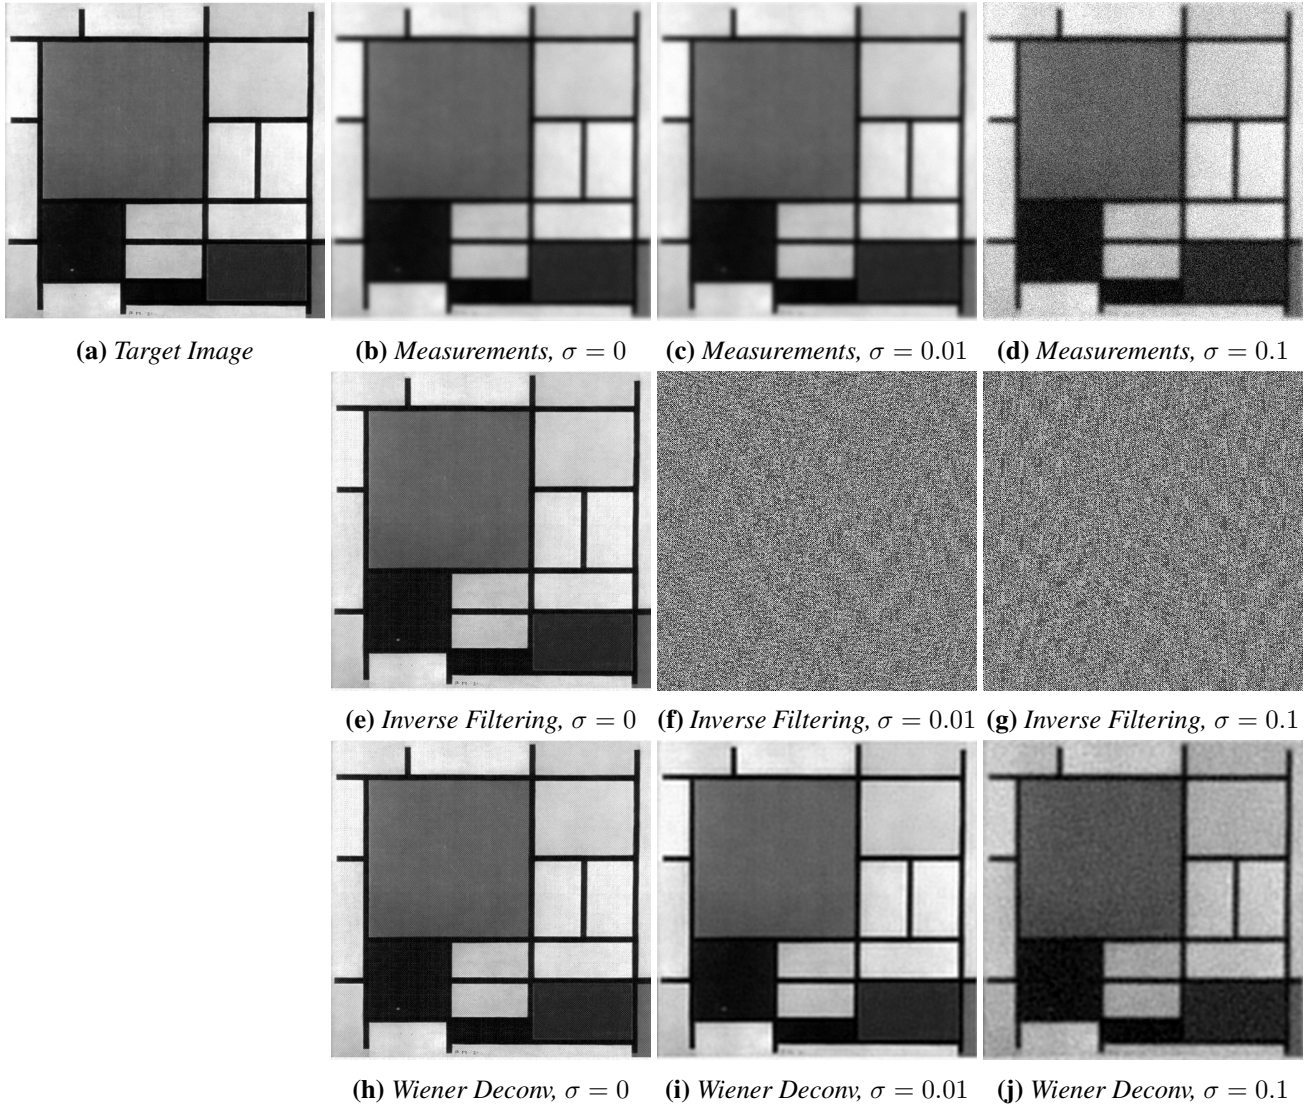 (a) Target Image
(b) Measurements, σ = 0
(c) Measurements, σ = 0.01
(d) Measurements, σ = 0.1
(e) Inverse Filtering, σ = 0
(f) Inverse Filtering, σ = 0.01
(g) Inverse Filtering, σ = 0.1
(h) Wiener Deconv, σ = 0
(i) Wiener Deconv, σ = 0.01
(j) Wiener Deconv, σ = 0.1